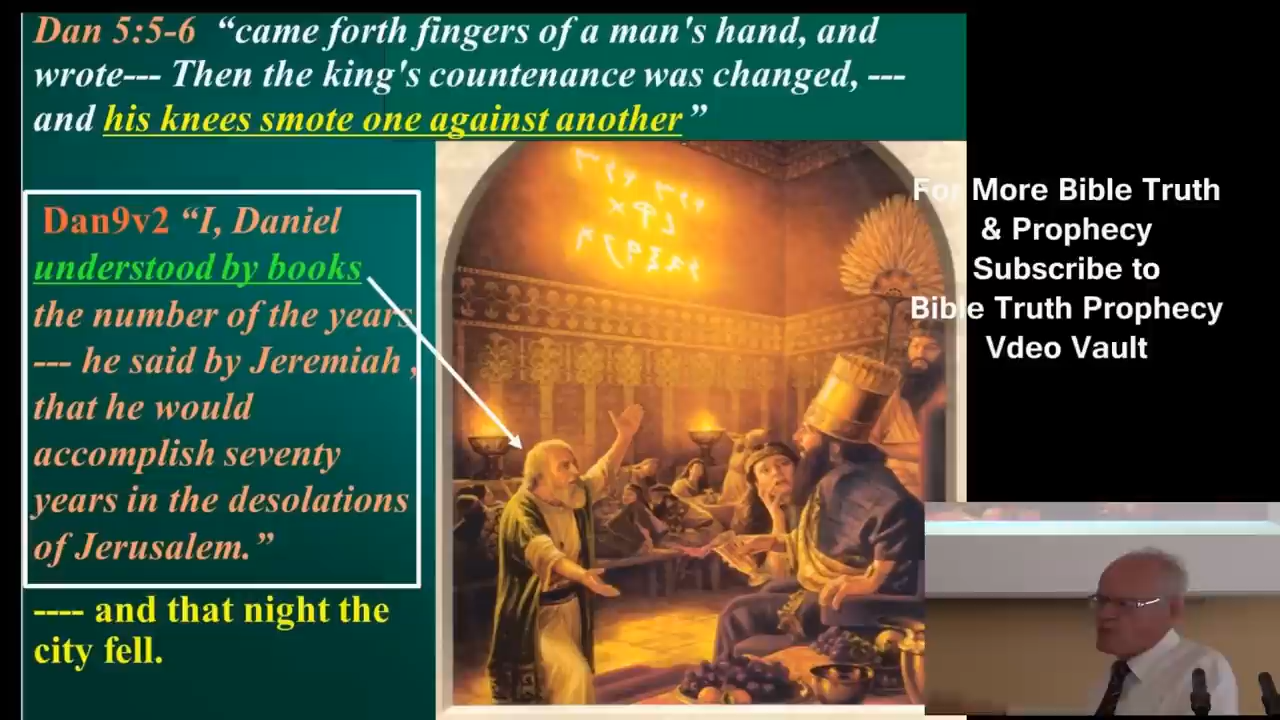 Dan 5:5-6 “came forth fingers of a man's hand, and
wrote--- Then the king's countenance was changed, ---
and his knees smote one against another ”
Dan9v2 “I, Daniel
understood by books
the number of the years
--- he said by Jeremiah ,
that he would
accomplish seventy
years in the desolations
of Jerusalem.”
---- and that night the
city fell.
For More Bible Truth
& Prophecy
Subscribe to
Bible Truth Prophecy
Vdeo Vault